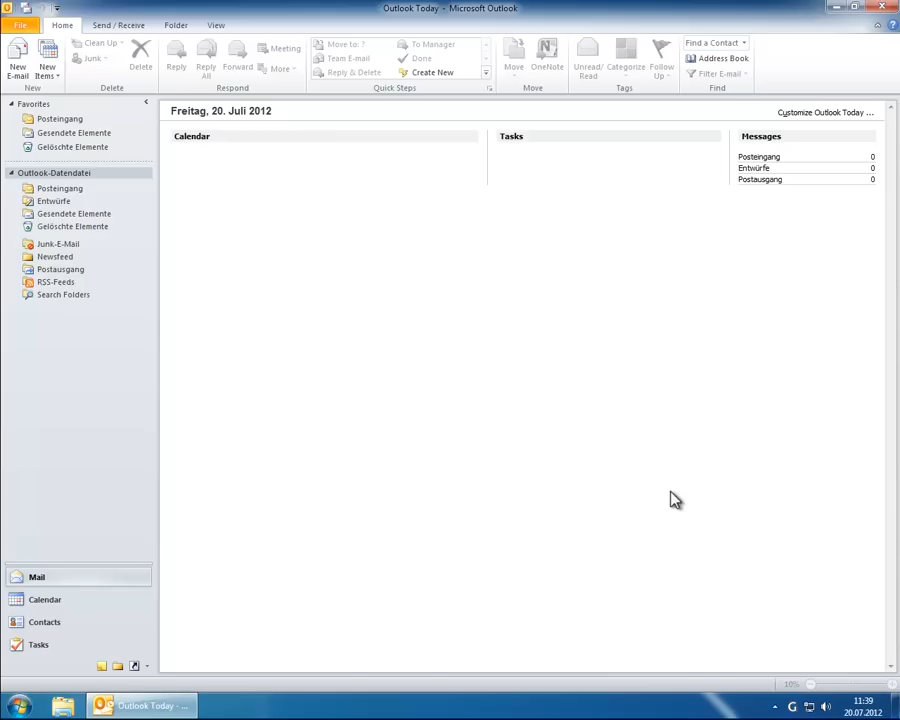 Outlook Today - Microsoft Outlook
File Home Send / Receive Folder View
New E-mail
New Items
Clean Up
Junk
Delete
Reply
Reply All
Forward
Meeting
More
Move to: ?
Team E-mail
Reply & Delete
To Manager
Done
Create New
Move
OneNote
Unread/ Read
Categorize
Follow Up
Find a Contact
Address Book
Filter E-mail
New Delete Respond Quick Steps Move Tags Find
Favorites
Posteingang
Gesendete Elemente
Gelöschte Elemente
Outlook-Datendatei
Posteingang
Entwürfe
Gesendete Elemente
Gelöschte Elemente
Junk-E-Mail
Newsfeed
Postausgang
RSS-Feeds
Search Folders
Mail
Calendar
Contacts
Tasks
Freitag, 20. Juli 2012
Customize Outlook Today ...
Calendar
Tasks
Messages
Posteingang 0
Entwürfe 0
Postausgang 0
10%
Outlook Today - ...
11:39
20.07.2012